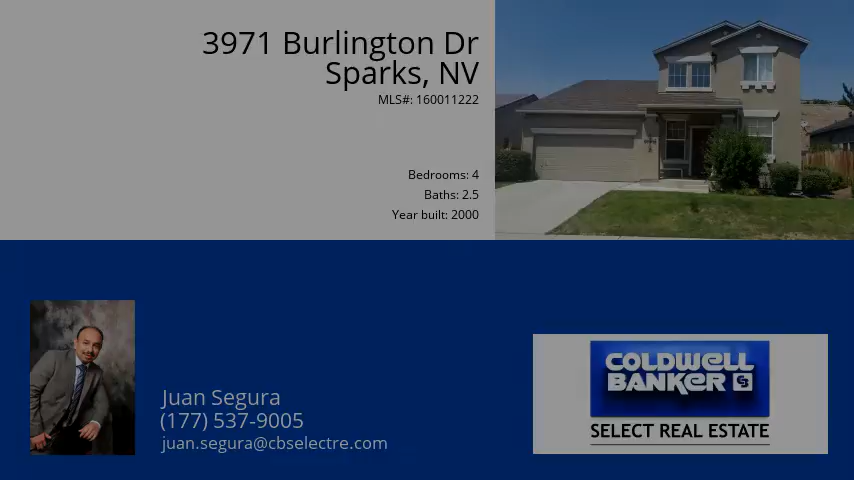 3971 Burlington Dr
Sparks, NV
MLS#: 160011222
Bedrooms: 4
Baths: 2.5
Year built: 2000
Juan Segura
(177) 537-9005
juan.segura@cbselectre.com
COLDWELL
BANKER CB
SELECT REAL ESTATE